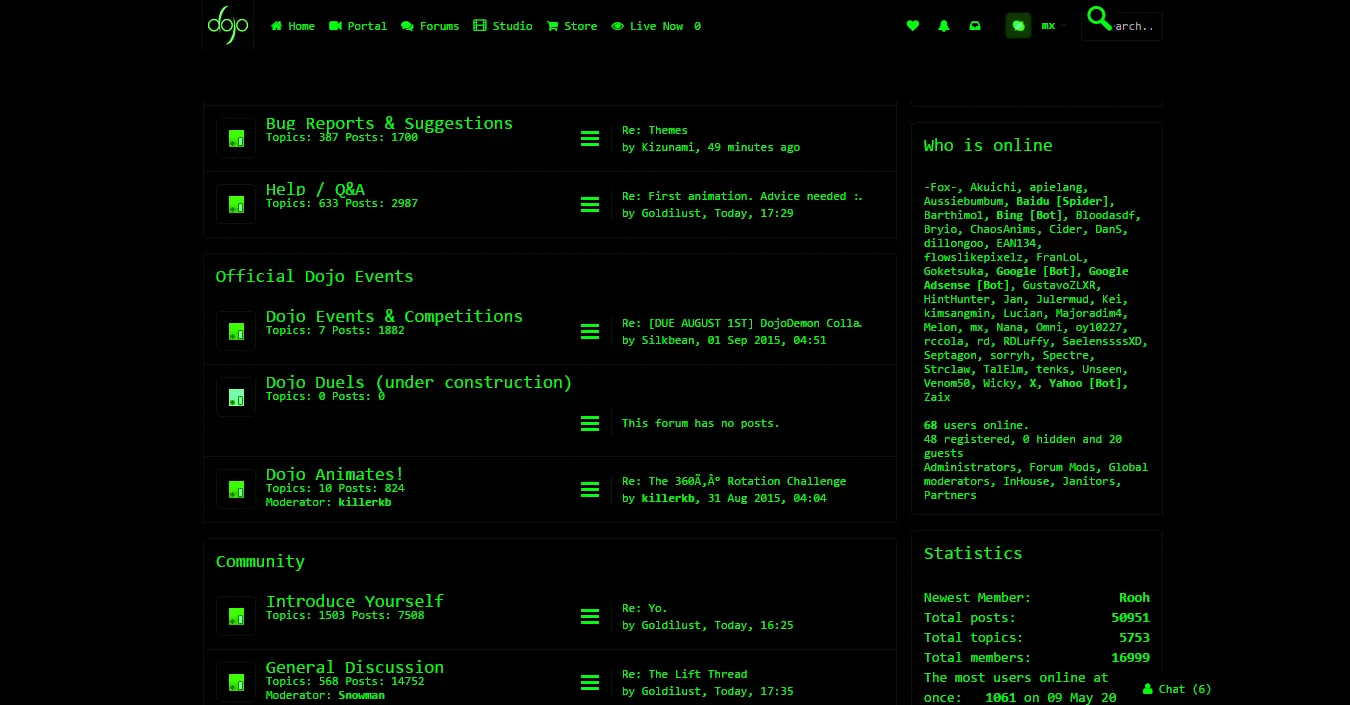 dojo Home Portal Forums Studio Store Live Now 0 mx arch..
Bug Reports & Suggestions
Topics: 387 Posts: 1700
Re: Themes
by Kizunami, 49 minutes ago
Help / Q&A
Topics: 633 Posts: 2987
Re: First animation. Advice needed :.
by Goldilust, Today, 17:29
Official Dojo Events
Dojo Events & Competitions
Topics: 7 Posts: 1882
Re: [DUE AUGUST 1ST] DojoDemon Colla.
by Silkbean, 01 Sep 2015, 04:51
Dojo Duels (under construction)
Topics: 0 Posts: 0
This forum has no posts.
Dojo Animates!
Topics: 10 Posts: 824
Moderator: killerkb
Re: The 360Ã‚Âº Rotation Challenge
by killerkb, 31 Aug 2015, 04:04
Community
Introduce Yourself
Topics: 1503 Posts: 7508
Re: Yo.
by Goldilust, Today, 16:25
General Discussion
Topics: 568 Posts: 14752
Moderator: Snowman
Re: The Lift Thread
by Goldilust, Today, 17:35
Who is online
-Fox-, Akuichi, apielang,
Aussiebumbum, Baidu [Spider],
Barthimo1, Bing [Bot], Bloodasdf,
Bryio, ChaosAnims, Cider, DanS,
dillongoo, EAN134,
flowslikepixelz, FranLoL,
Goketsuka, Google [Bot], Google
Adsense [Bot], GustavoZLXR,
HintHunter, Jan, Julermud, Kei,
kimsangmin, Lucian, Majoradim4,
Melon, mx, Nana, Omni, oy10227,
rccola, rd, RDLuffy, SaelenssssXD,
Septagon, sorryh, Spectre,
Strclaw, TalElm, tenks, Unseen,
Venom50, Wicky, X, Yahoo [Bot],
Zaix
68 users online.
48 registered, 0 hidden and 20
guests
Administrators, Forum Mods, Global
moderators, InHouse, Janitors,
Partners
Statistics
Newest Member: Rooh
Total posts: 50951
Total topics: 5753
Total members: 16999
The most users online at
once: 1061 on 09 May 20
Chat (6)